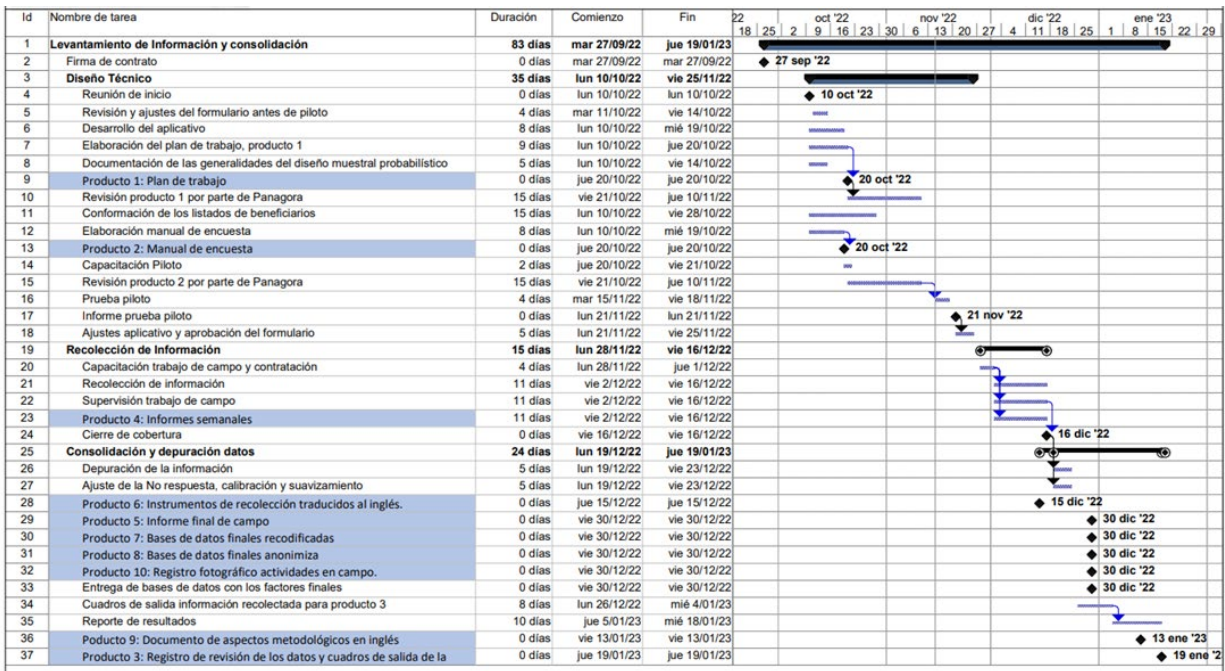 Id Nombre de tarea Duración Comienzo Fin 22 oct '22 nov '22 dic '22 ene '23
18 25 2 9 16 23 30 6 13 20 27 4 11 18 25 1 8 15 22 29
1 Levantamiento de Información y consolidación 83 días mar 27/09/22 jue 19/01/23
2 Firma de contrato 0 días mar 27/09/22 mar 27/09/22 27 sep '22
3 Diseño Técnico 35 días lun 10/10/22 vie 25/11/22
4 Reunión de inicio 0 días lun 10/10/22 lun 10/10/22 10 oct '22
5 Revisión y ajustes del formulario antes de piloto 4 días mar 11/10/22 vie 14/10/22
6 Desarrollo del aplicativo 8 días lun 10/10/22 mié 19/10/22
7 Elaboración del plan de trabajo, producto 1 9 días lun 10/10/22 jue 20/10/22
8 Documentación de las generalidades del diseño muestral probabilístico 5 días lun 10/10/22 vie 14/10/22
9 Producto 1: Plan de trabajo 0 días jue 20/10/22 jue 20/10/22 20 oct '22
10 Revisión producto 1 por parte de Panagora 15 días vie 21/10/22 jue 10/11/22
11 Conformación de los listados de beneficiarios 15 días lun 10/10/22 vie 28/10/22
12 Elaboración manual de encuesta 8 días lun 10/10/22 mié 19/10/22
13 Producto 2: Manual de encuesta 0 días jue 20/10/22 jue 20/10/22 20 oct '22
14 Capacitación Piloto 2 días jue 20/10/22 vie 21/10/22
15 Revisión producto 2 por parte de Panagora 15 días vie 21/10/22 jue 10/11/22
16 Prueba piloto 4 días mar 15/11/22 vie 18/11/22
17 Informe prueba piloto 0 días lun 21/11/22 lun 21/11/22 21 nov '22
18 Ajustes aplicativo y aprobación del formulario 5 días lun 21/11/22 vie 25/11/22
19 Recolección de Información 15 días lun 28/11/22 vie 16/12/22
20 Capacitación trabajo de campo y contratación 4 días lun 28/11/22 jue 1/12/22
21 Recolección de información 11 días vie 2/12/22 vie 16/12/22
22 Supervisión trabajo de campo 11 días vie 2/12/22 vie 16/12/22
23 Producto 4: Informes semanales 11 días vie 2/12/22 vie 16/12/22
24 Cierre de cobertura 0 días vie 16/12/22 vie 16/12/22 16 dic '22
25 Consolidación y depuración datos 24 días lun 19/12/22 jue 19/01/23
26 Depuración de la información 5 días lun 19/12/22 vie 23/12/22
27 Ajuste de la No respuesta, calibración y suavizamiento 5 días lun 19/12/22 vie 23/12/22
28 Producto 6: Instrumentos de recolección traducidos al inglés. 0 días jue 15/12/22 jue 15/12/22 15 dic '22
29 Producto 5: Informe final de campo 0 días vie 30/12/22 vie 30/12/22 30 dic '22
30 Producto 7: Bases de datos finales recodificadas 0 días vie 30/12/22 vie 30/12/22 30 dic '22
31 Producto 8: Bases de datos finales anonimiza 0 días vie 30/12/22 vie 30/12/22 30 dic '22
32 Producto 10: Registro fotográfico actividades en campo. 0 días vie 30/12/22 vie 30/12/22 30 dic '22
33 Entrega de bases de datos con los factores finales 0 días vie 30/12/22 vie 30/12/22 30 dic '22
34 Cuadros de salida información recolectada para producto 3 8 días lun 26/12/22 mié 4/01/23
35 Reporte de resultados 10 días jue 5/01/23 mié 18/01/23
36 Poducto 9: Documento de aspectos metodológicos en inglés 0 días vie 13/01/23 vie 13/01/23 13 ene '23
37 Producto 3: Registro de revisión de los datos y cuadros de salida de la 0 días jue 19/01/23 jue 19/01/23 19 ene '2